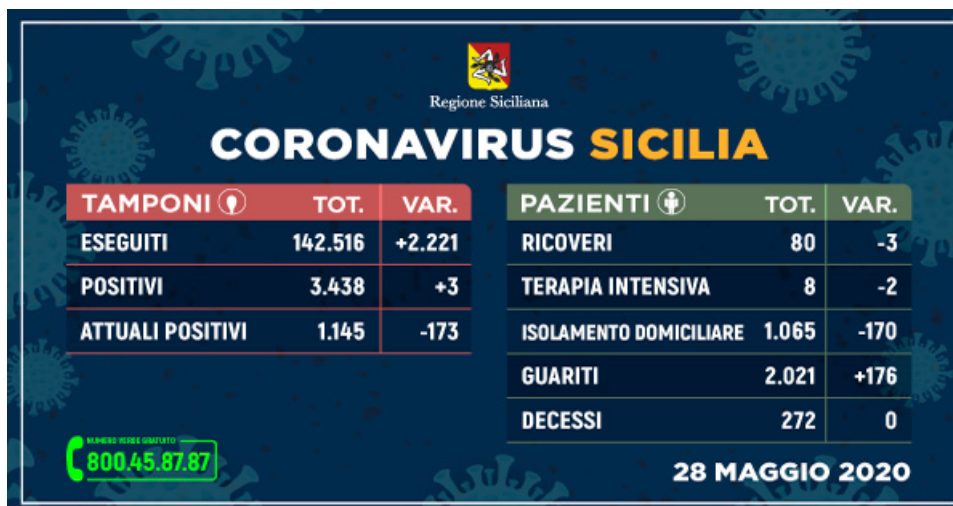 Regione Siciliana
CORONAVIRUS SICILIA
TAMPONI TOT. VAR.
ESEGUITI 142.516 +2.221
POSITIVI 3.438 +3
ATTUALI POSITIVI 1.145 -173
PAZIENTI TOT. VAR.
RICOVERI 80 -3
TERAPIA INTENSIVA 8 -2
ISOLAMENTO DOMICILIARE 1.065 -170
GUARITI 2.021 +176
DECESSI 272 0
NUMERO VERDE GRATUITO
800.45.87.87
28 MAGGIO 2020